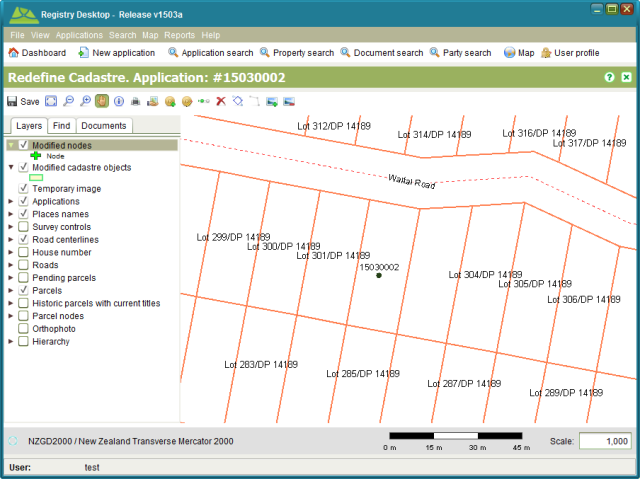 Registry Desktop - Release v1503a
File View Applications Search Map Reports Help
Dashboard New application Application search Property search Document search Party search Map User profile
Redefine Cadastre. Application: #15030002
Save
Layers Find Documents
Modified nodes
Node
Modified cadastre objects
Temporary image
Applications
Places names
Survey controls
Road centerlines
House number
Roads
Pending parcels
Parcels
Historic parcels with current titles
Parcel nodes
Orthophoto
Hierarchy
Lot 312/DP 14189
Lot 314/DP 14189
Lot 316/DP 14189
Lot 317/DP 14189
Waitai Road
Lot 299/DP 14189
Lot 300/DP 14189
Lot 301/DP 14189
15030002
Lot 304/DP 14189
Lot 305/DP 14189
Lot 306/DP 14189
Lot 283/DP 14189
Lot 285/DP 14189
Lot 287/DP 14189
Lot 289/DP 14189
NZGD2000 / New Zealand Transverse Mercator 2000
0 m 15 m 30 m 45 m
Scale: 1,000
User: test